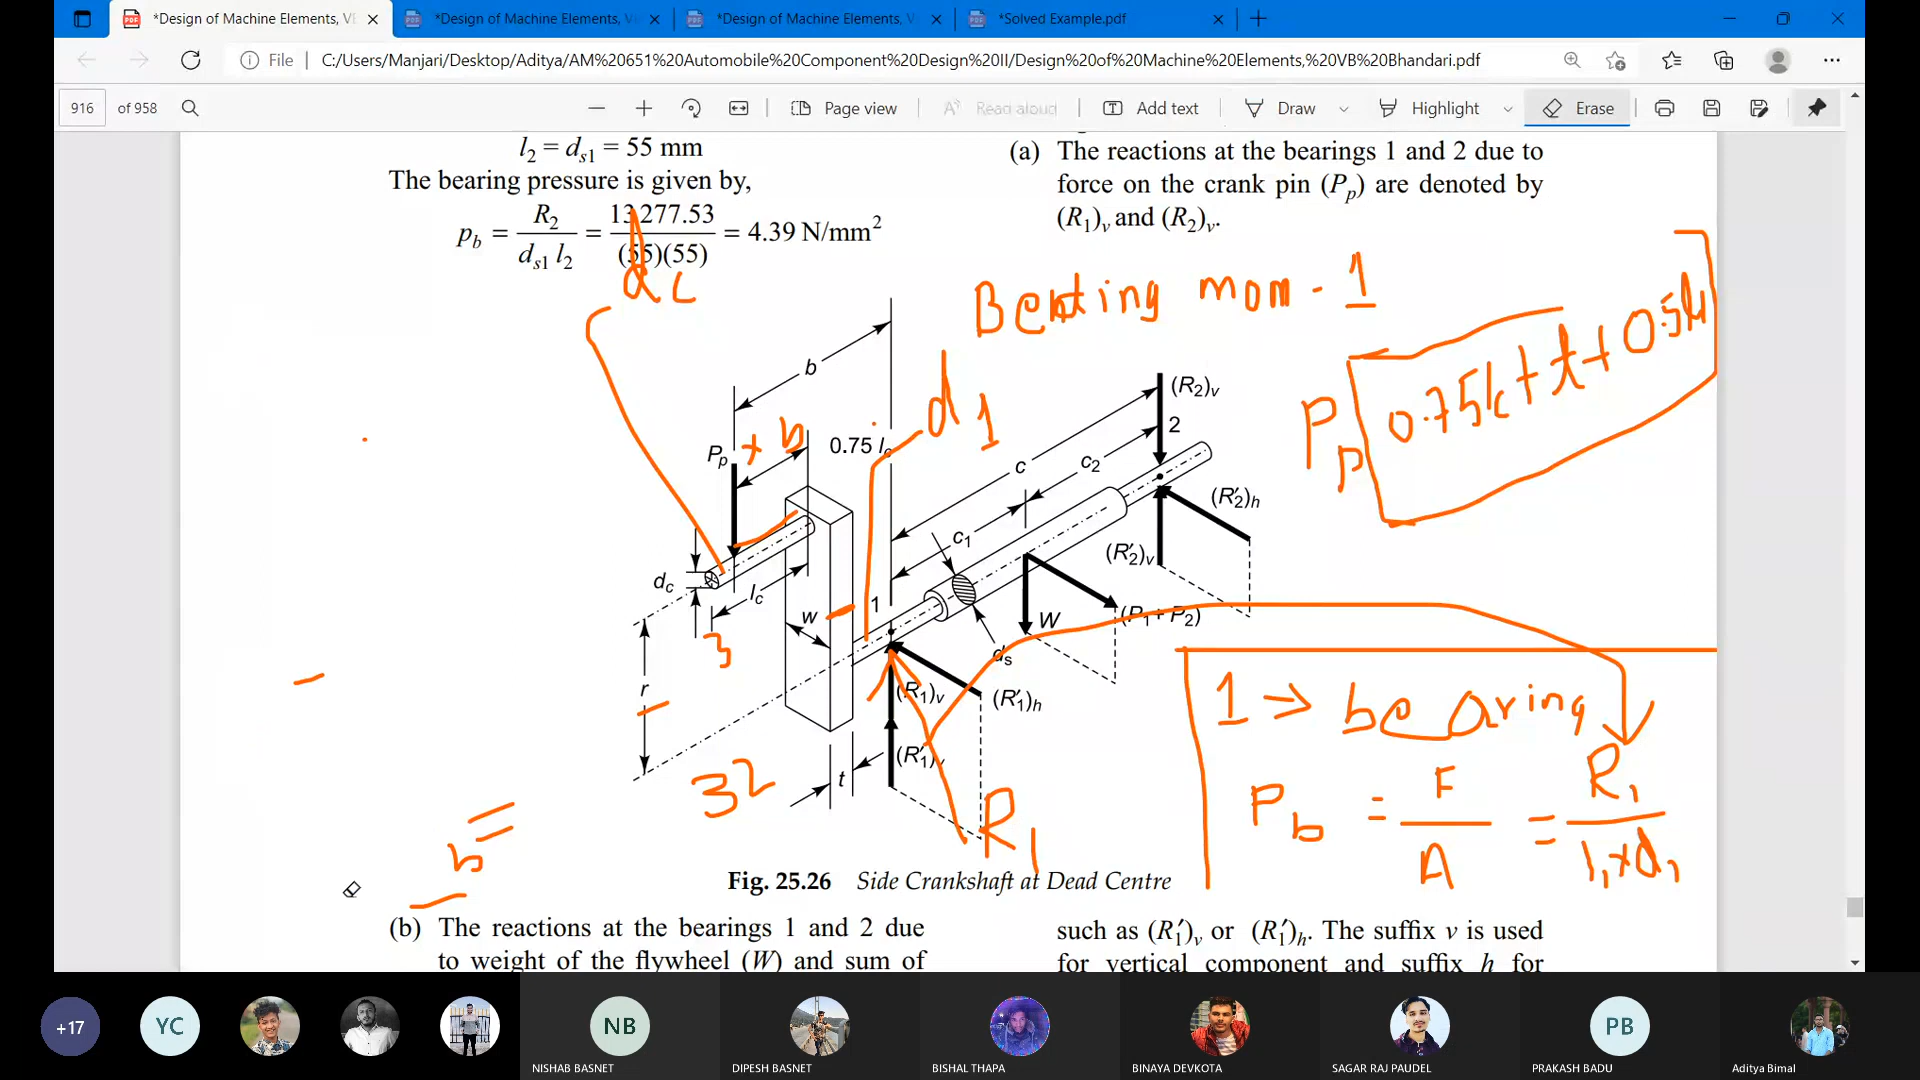 *Design of Machine Elements, VB
*Design of Machine Elements, V
*Design of Machine Elements, V
*Solved Example.pdf
File
C:/Users/Manjari/Desktop/Aditya/AM%20651%20Automobile%20Component%20Design%20II/Design%20of%20Machine%20Elements,%20VB%20Bhandari.pdf
916 of 958
Page view
Read aloud
Add text
Draw
Highlight
Erase
l2 = ds1 = 55 mm
The bearing pressure is given by,
pb = R2 / (ds1 l2) = 13277.53 / (55)(55) = 4.39 N/mm²
(a) The reactions at the bearings 1 and 2 due to
force on the crank pin (Pp) are denoted by
(R1)v and (R2)v.
dc
Bending mom - 1
Pp
0.75lc + t + 0.5l1
d1
b
Pp
x b
0.75 lc
(R2)v
2
c
c2
(R′2)h
c1
(R′2)v
dc
lc
w
1
W
(P1 + P2)
ds
3
r
(R1)v
(R′1)h
(R′1)v
t
32
b
R1
1 → bearing
Pb = F / A = R1 / l1 × d1
Fig. 25.26 Side Crankshaft at Dead Centre
(b) The reactions at the bearings 1 and 2 due
to weight of the flywheel (W) and sum of
such as (R′1)v or (R′1)h. The suffix v is used
for vertical component and suffix h for
+17
YC
NB
PB
NISHAB BASNET
DIPESH BASNET
BISHAL THAPA
BINAYA DEVKOTA
SAGAR RAJ PAUDEL
PRAKASH BADU
Aditya Bimal